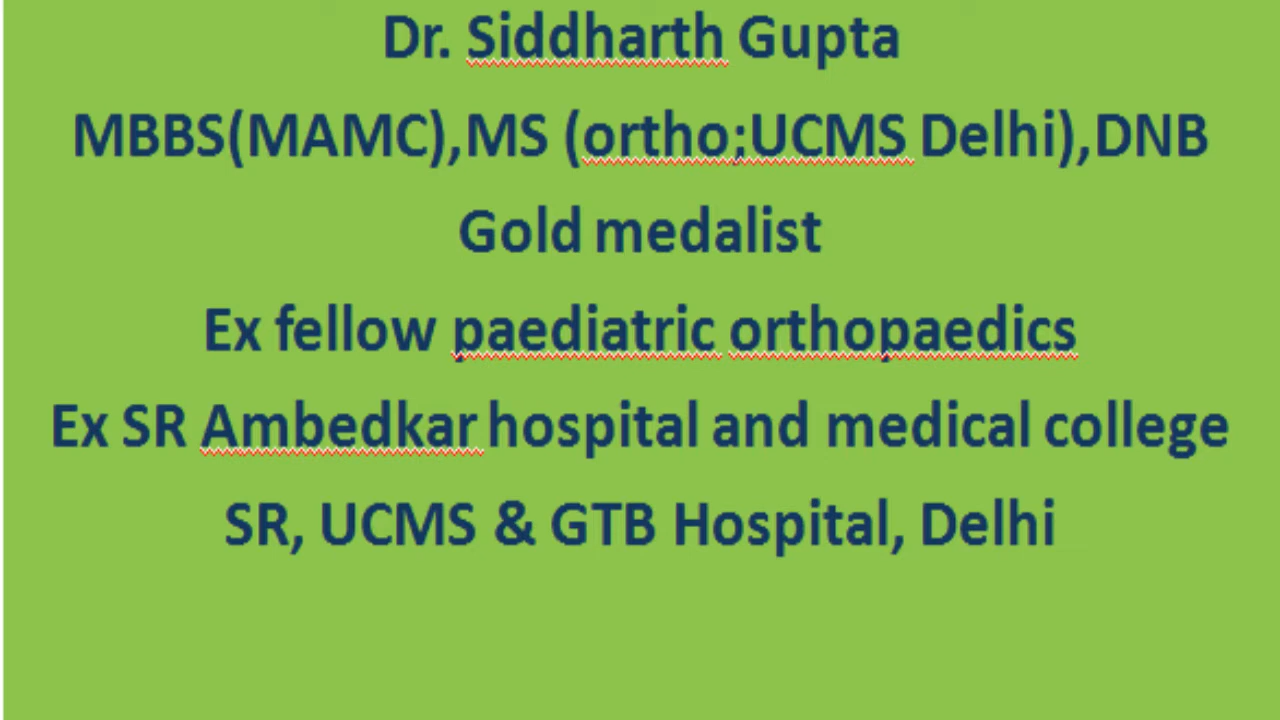 Dr. Siddharth Gupta
MBBS(MAMC),MS (ortho;UCMS Delhi),DNB
Gold medalist
Ex fellow paediatric orthopaedics
Ex SR Ambedkar hospital and medical college
SR, UCMS & GTB Hospital, Delhi